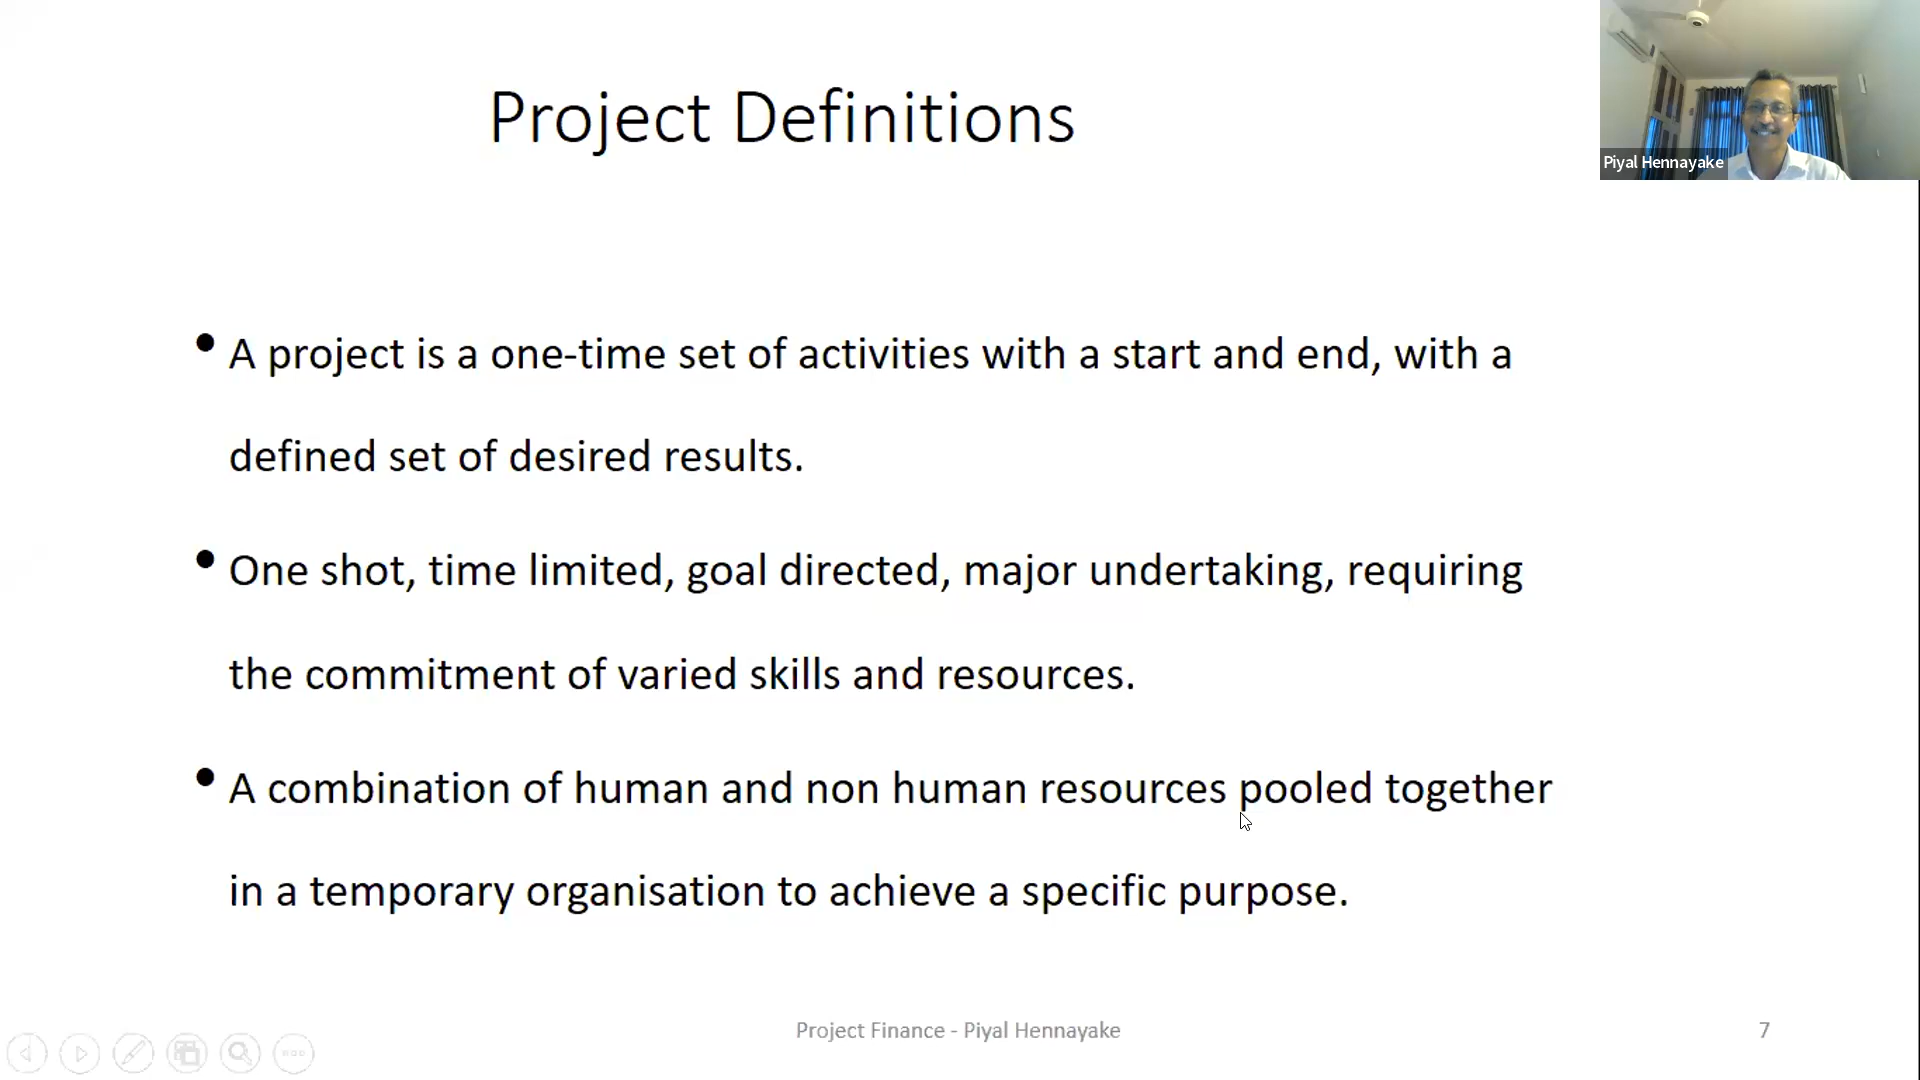 Project Definitions
Piyal Hennayake
• A project is a one-time set of activities with a start and end, with a
defined set of desired results.
• One shot, time limited, goal directed, major undertaking, requiring
the commitment of varied skills and resources.
• A combination of human and non human resources pooled together
in a temporary organisation to achieve a specific purpose.
Project Finance - Piyal Hennayake
7